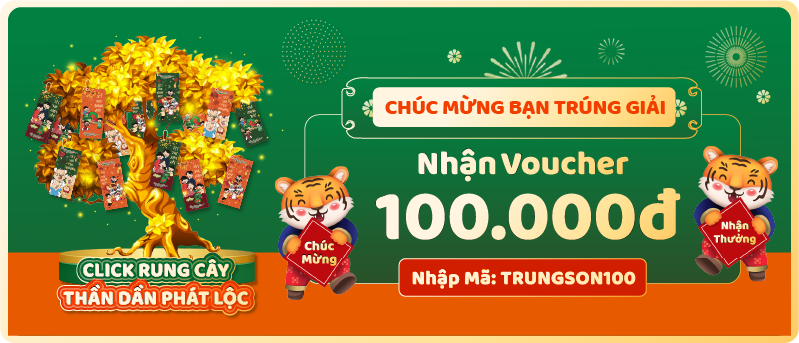 CHÚC MỪNG BẠN TRÚNG GIẢI
Nhận Voucher
100.000đ
Nhập Mã: TRUNGSON100
Chúc
Mừng
Nhận
Thưởng
CLICK RUNG CÂY
THẦN DẦN PHÁT LỘC